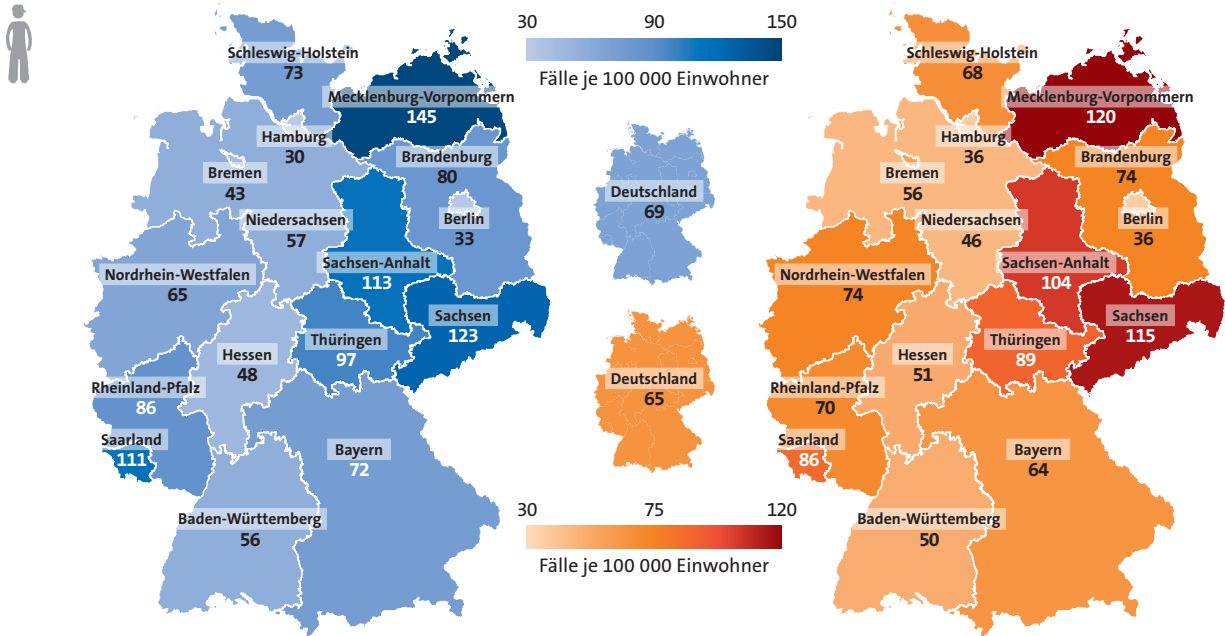 30 90 150
Fälle je 100 000 Einwohner
Schleswig-Holstein
73
Mecklenburg-Vorpommern
145
Hamburg
30
Bremen
43
Brandenburg
80
Berlin
33
Niedersachsen
57
Sachsen-Anhalt
113
Nordrhein-Westfalen
65
Sachsen
123
Thüringen
97
Hessen
48
Rheinland-Pfalz
86
Saarland
111
Bayern
72
Baden-Württemberg
56
Deutschland
69
Deutschland
65
30 75 120
Fälle je 100 000 Einwohner
Schleswig-Holstein
68
Mecklenburg-Vorpommern
120
Hamburg
36
Bremen
56
Brandenburg
74
Berlin
36
Niedersachsen
46
Sachsen-Anhalt
104
Nordrhein-Westfalen
74
Sachsen
115
Thüringen
89
Hessen
51
Rheinland-Pfalz
70
Saarland
86
Bayern
64
Baden-Württemberg
50